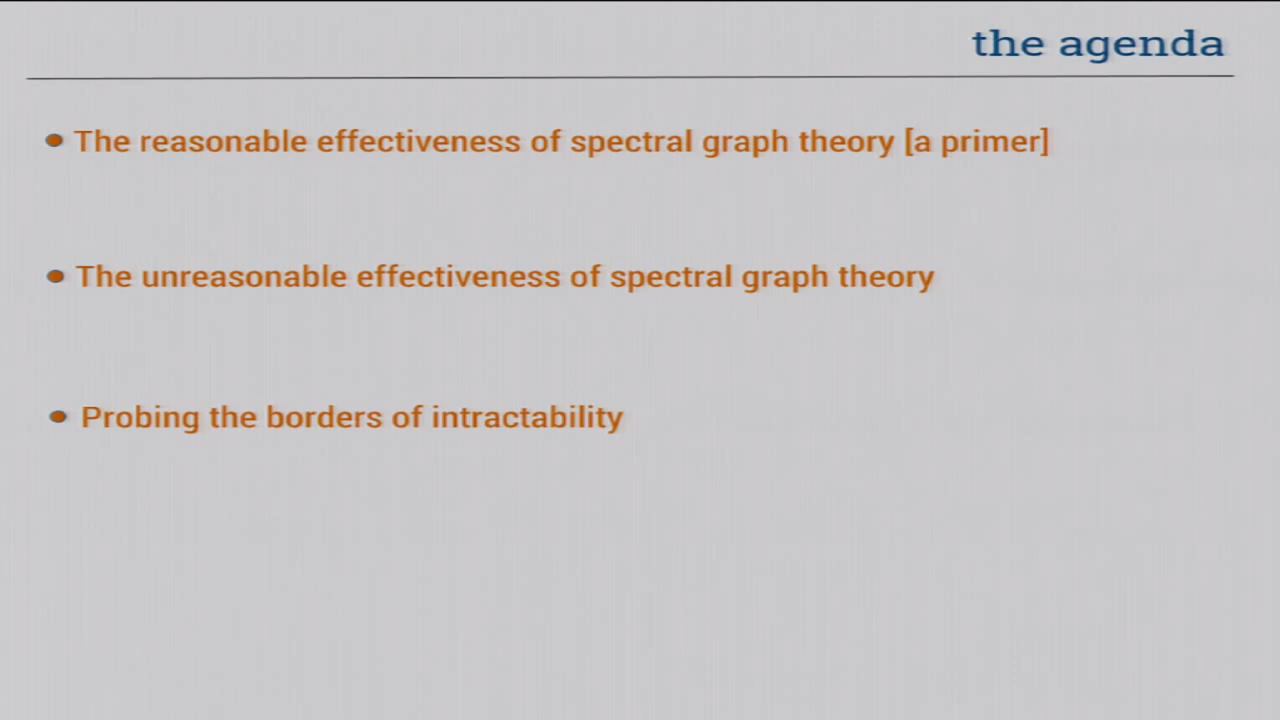 the agenda
The reasonable effectiveness of spectral graph theory [a primer]
The unreasonable effectiveness of spectral graph theory
Probing the borders of intractability